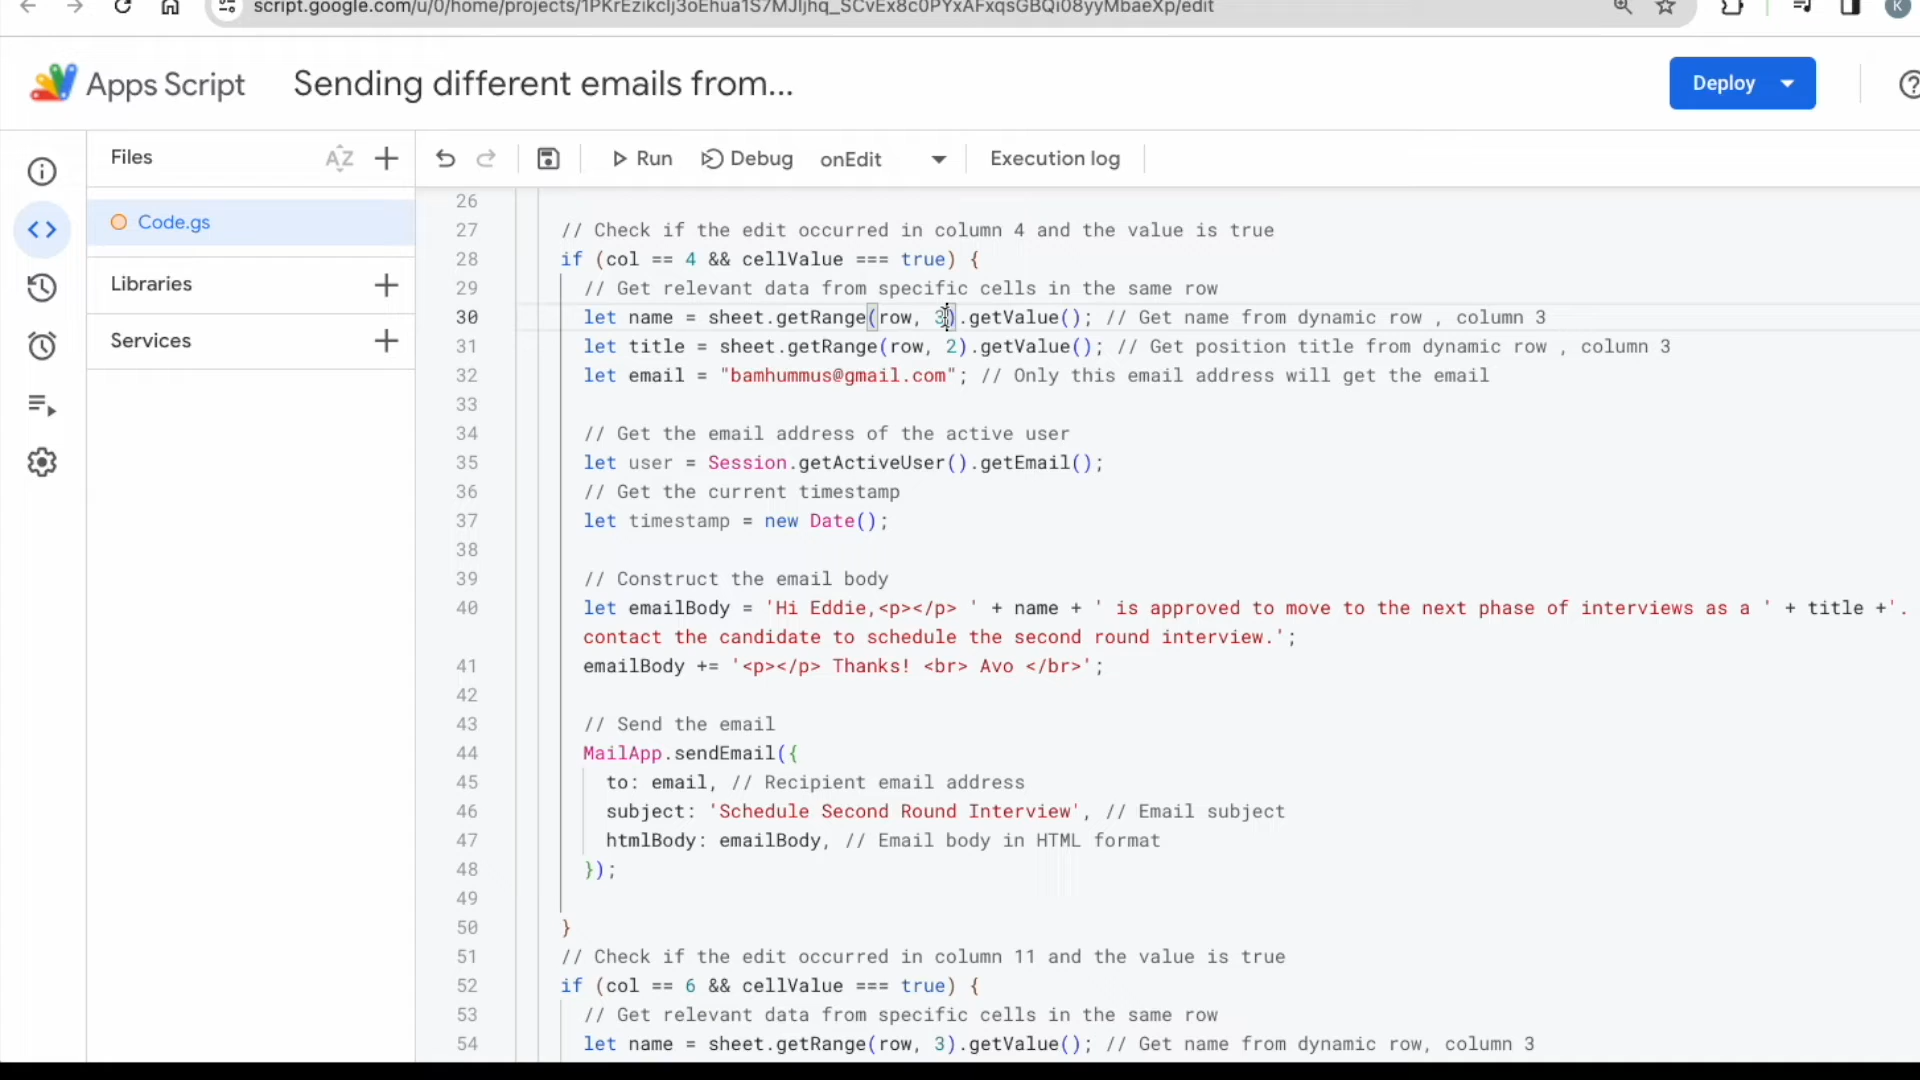 script.google.com/u/0/home/projects/1PKrEzikcIj3oEhua1S7MJIjhq_SCvEx8c0PYxAFxqsGBQi08yyMbaeXp/edit
K
Apps Script
Sending different emails from...
Deploy
Files
AZ
Run
Debug
onEdit
Execution log
Code.gs
Libraries
Services
26
27 // Check if the edit occurred in column 4 and the value is true
28 if (col == 4 && cellValue === true) {
29 // Get relevant data from specific cells in the same row
30 let name = sheet.getRange(row, 3).getValue(); // Get name from dynamic row , column 3
31 let title = sheet.getRange(row, 2).getValue(); // Get position title from dynamic row , column 3
32 let email = "bamhummus@gmail.com"; // Only this email address will get the email
33
34 // Get the email address of the active user
35 let user = Session.getActiveUser().getEmail();
36 // Get the current timestamp
37 let timestamp = new Date();
38
39 // Construct the email body
40 let emailBody = 'Hi Eddie,<p></p> ' + name + ' is approved to move to the next phase of interviews as a ' + title +'.
contact the candidate to schedule the second round interview.';
41 emailBody += '<p></p> Thanks! <br> Avo </br>';
42
43 // Send the email
44 MailApp.sendEmail({
45 to: email, // Recipient email address
46 subject: 'Schedule Second Round Interview', // Email subject
47 htmlBody: emailBody, // Email body in HTML format
48 });
49
50 }
51 // Check if the edit occurred in column 11 and the value is true
52 if (col == 6 && cellValue === true) {
53 // Get relevant data from specific cells in the same row
54 let name = sheet.getRange(row, 3).getValue(); // Get name from dynamic row, column 3